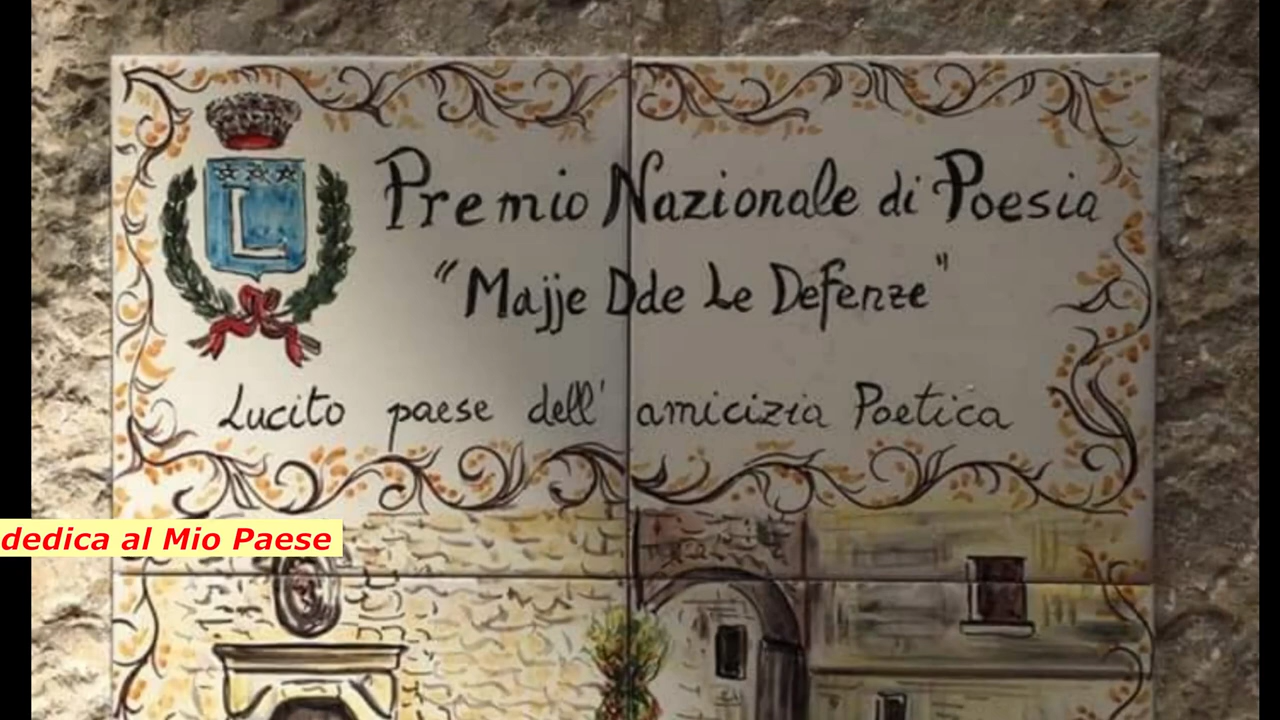 L
Premio Nazionale di Poesia
"Majje Dde Le Defenze"
Lucito paese dell' amicizia Poetica
dedica al Mio Paese